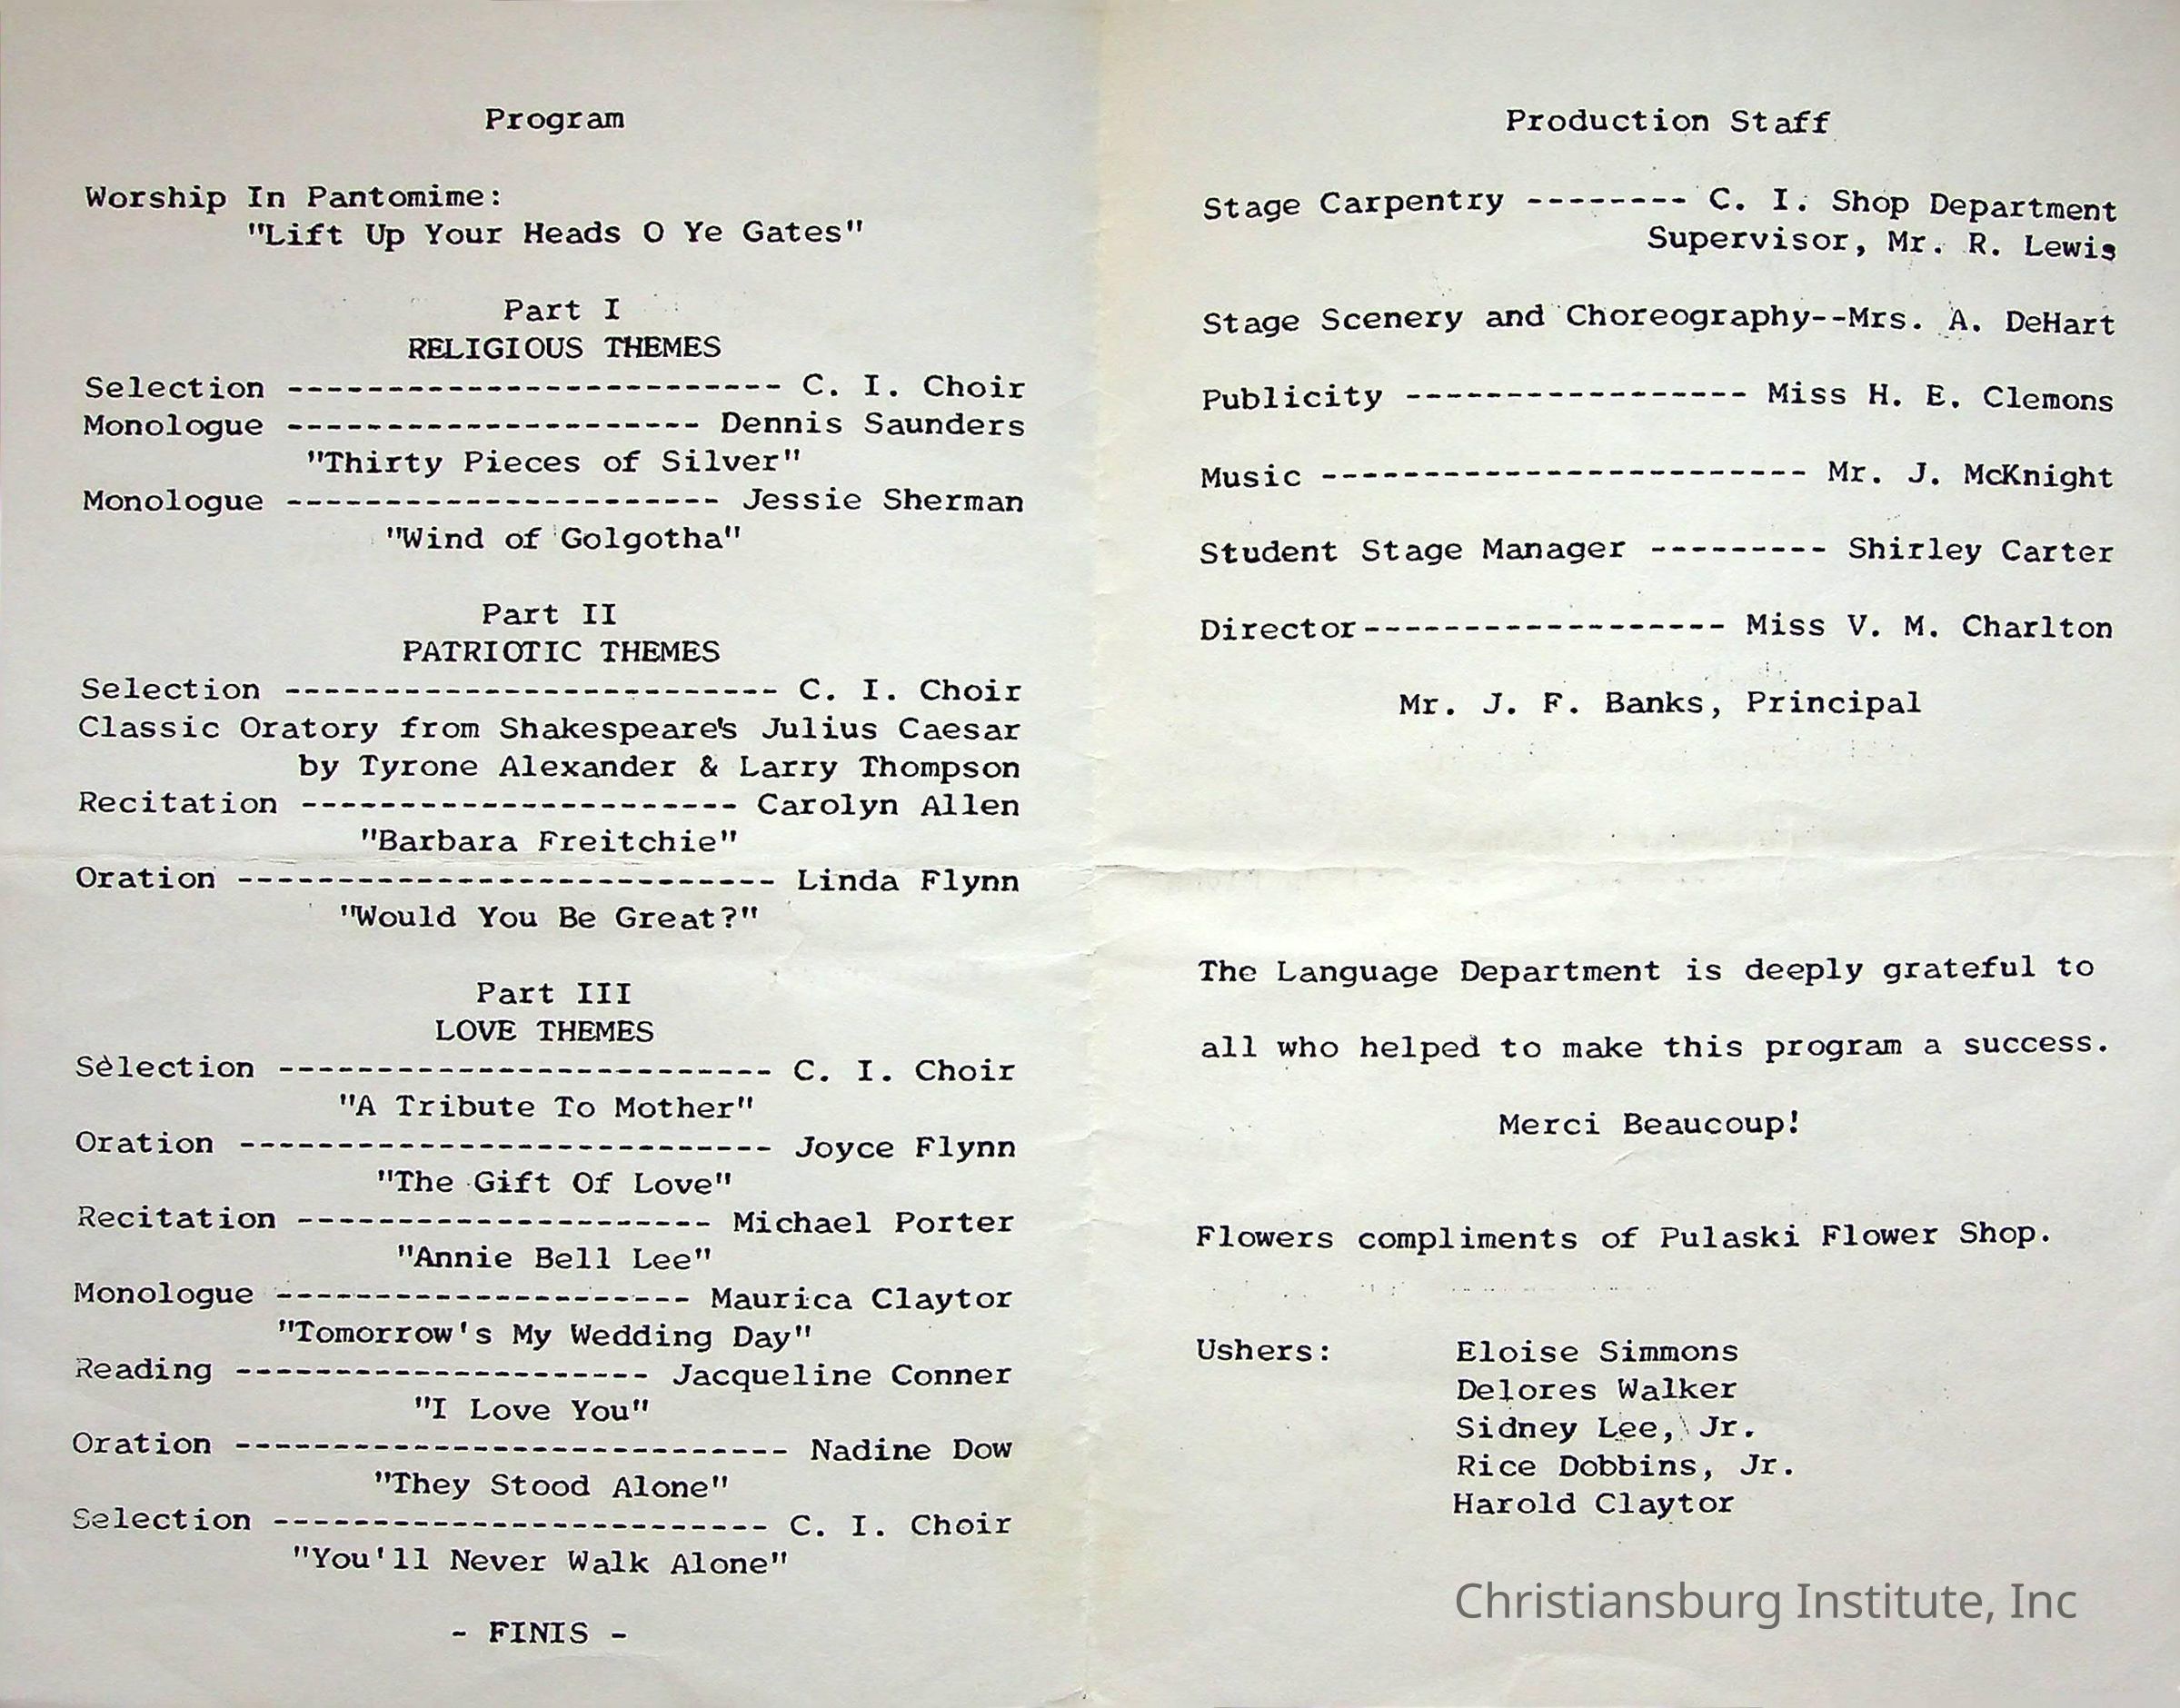 Program
Worship In Pantomime:
"Lift Up Your Heads O Ye Gates"
Part I
RELIGIOUS THEMES
Selection ------------------------- C. I. Choir
Monologue --------------------- Dennis Saunders
"Thirty Pieces of Silver"
Monologue ---------------------- Jessie Sherman
"Wind of Golgotha"
Part II
PATRIOTIC THEMES
Selection ------------------------- C. I. Choir
Classic Oratory from Shakespeare's Julius Caesar
by Tyrone Alexander & Larry Thompson
Recitation ---------------------- Carolyn Allen
"Barbara Freitchie"
Oration --------------------------- Linda Flynn
"Would You Be Great?"
Part III
LOVE THEMES
Selection ------------------------- C. I. Choir
"A Tribute To Mother"
Oration --------------------------- Joyce Flynn
"The Gift Of Love"
Recitation --------------------- Michael Porter
"Annie Bell Lee"
Monologue --------------------- Maurica Claytor
"Tomorrow's My Wedding Day"
Reading --------------------- Jacqueline Conner
"I Love You"
Oration ---------------------------- Nadine Dow
"They Stood Alone"
Selection ------------------------- C. I. Choir
"You'll Never Walk Alone"
- FINIS -
Production Staff
Stage Carpentry -------- C. I. Shop Department
Supervisor, Mr. R. Lewis
Stage Scenery and Choreography--Mrs. A. DeHart
Publicity ----------------- Miss H. E. Clemons
Music ------------------------ Mr. J. McKnight
Student Stage Manager --------- Shirley Carter
Director------------------ Miss V. M. Charlton
Mr. J. F. Banks, Principal
The Language Department is deeply grateful to
all who helped to make this program a success.
Merci Beaucoup!
Flowers compliments of Pulaski Flower Shop.
Ushers: Eloise Simmons
Delores Walker
Sidney Lee, Jr.
Rice Dobbins, Jr.
Harold Claytor
Christiansburg Institute, Inc